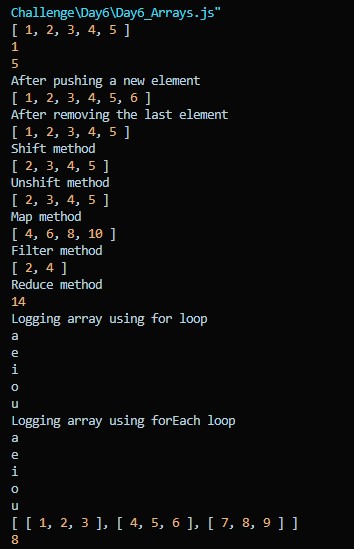 Challenge\Day6\Day6_Arrays.js"
[ 1, 2, 3, 4, 5 ]
1
5
After pushing a new element
[ 1, 2, 3, 4, 5, 6 ]
After removing the last element
[ 1, 2, 3, 4, 5 ]
Shift method
[ 2, 3, 4, 5 ]
Unshift method
[ 2, 3, 4, 5 ]
Map method
[ 4, 6, 8, 10 ]
Filter method
[ 2, 4 ]
Reduce method
14
Logging array using for loop
a
e
i
o
u
Logging array using forEach loop
a
e
i
o
u
[ [ 1, 2, 3 ], [ 4, 5, 6 ], [ 7, 8, 9 ] ]
8